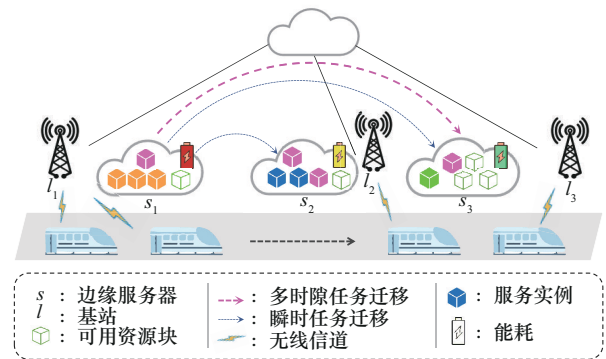 l1
s1
s2
l2
s3
l3
s : 边缘服务器
l : 基站
: 可用资源块
: 多时隙任务迁移
: 瞬时任务迁移
: 无线信道
: 服务实例
: 能耗